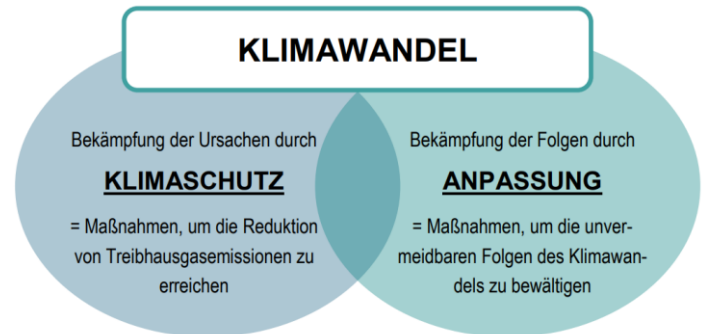 KLIMAWANDEL
Bekämpfung der Ursachen durch
KLIMASCHUTZ
= Maßnahmen, um die Reduktion
von Treibhausgasemissionen zu
erreichen
Bekämpfung der Folgen durch
ANPASSUNG
= Maßnahmen, um die unver-
meidbaren Folgen des Klimawan-
dels zu bewältigen